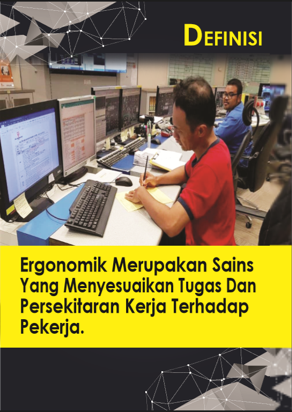 DEFINISI
Ergonomik Merupakan Sains
Yang Menyesuaikan Tugas Dan
Persekitaran Kerja Terhadap
Pekerja.